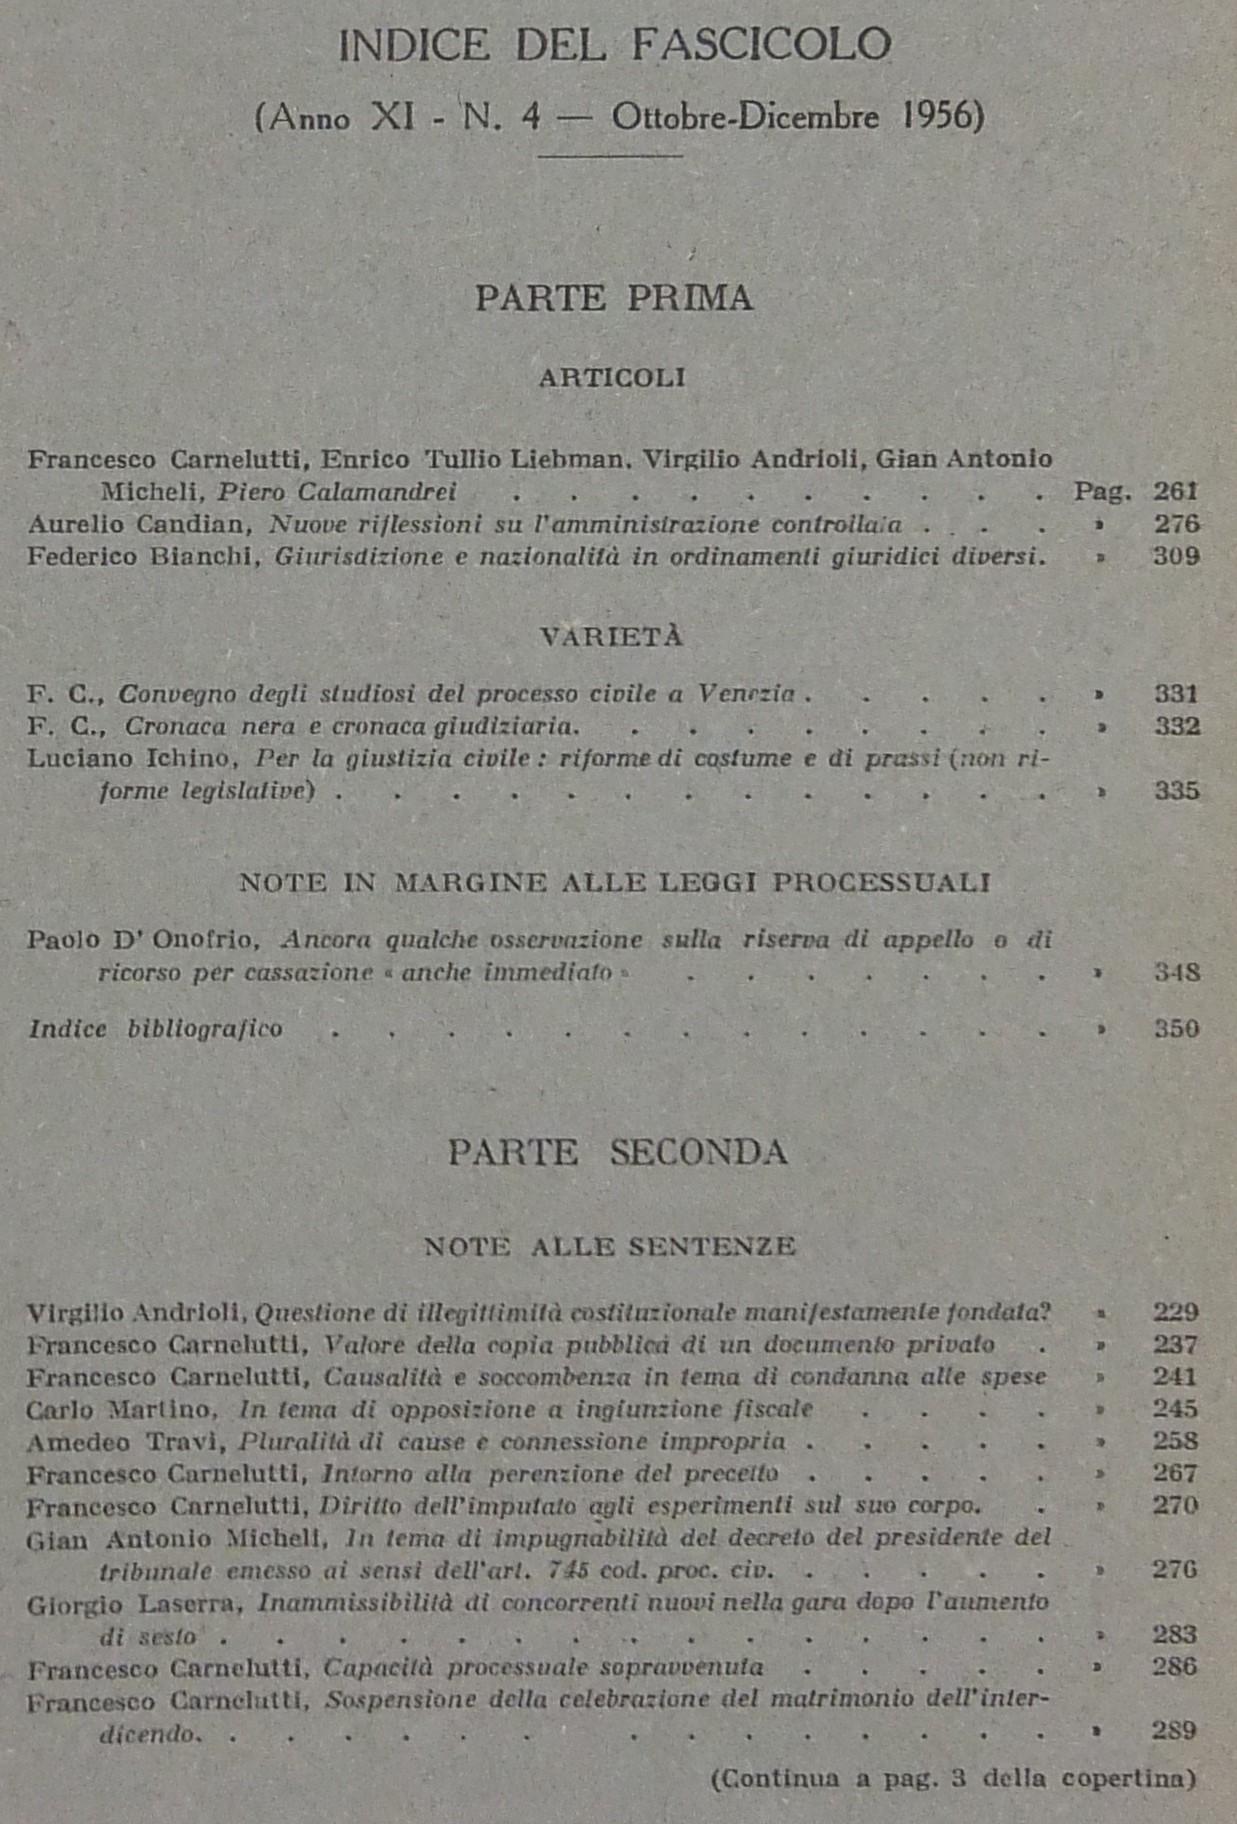 INDICE DEL FASCICOLO
(Anno XI - N. 4 — Ottobre-Dicembre 1956)
PARTE PRIMA
ARTICOLI
Francesco Carnelutti, Enrico Tullio Liebman, Virgilio Andrioli, Gian Antonio
Micheli, Piero Calamandrei . . . . . . . . . . Pag. 261
Aurelio Candian, Nuove riflessioni su l'amministrazione controllata . . . » 276
Federico Bianchi, Giurisdizione e nazionalità in ordinamenti giuridici diversi. » 309
VARIETÀ
F. C., Convegno degli studiosi del processo civile a Venezia . . . . . » 331
F. C., Cronaca nera e cronaca giudiziaria. . . . . . . . . » 332
Luciano Ichino, Per la giustizia civile : riforme di costume e di prassi (non ri-
forme legislative) . . . . . . . . . . . . . » 335
NOTE IN MARGINE ALLE LEGGI PROCESSUALI
Paolo D' Onofrio, Ancora qualche osservazione sulla riserva di appello o di
ricorso per cassazione « anche immediato » . . . . . . . » 348
Indice bibliografico . . . . . . . . . . . . . » 350
PARTE SECONDA
NOTE ALLE SENTENZE
Virgilio Andrioli, Questione di illegittimità costituzionale manifestamente fondata? » 229
Francesco Carnelutti, Valore della copia pubblica di un documento privato . » 237
Francesco Carnelutti, Causalità e soccombenza in tema di condanna alle spese » 241
Carlo Martino, In tema di opposizione a ingiunzione fiscale . . . . » 245
Amedeo Travi, Pluralità di cause e connessione impropria . . . . . » 258
Francesco Carnelutti, Intorno alla perenzione del precetto . . . . . » 267
Francesco Carnelutti, Diritto dell'imputato agli esperimenti sul suo corpo. . » 270
Gian Antonio Micheli, In tema di impugnabilità del decreto del presidente del
tribunale emesso ai sensi dell'art. 745 cod. proc. civ. . . . . . » 276
Giorgio Laserra, Inammissibilità di concorrenti nuovi nella gara dopo l'aumento
di sesto . . . . . . . . . . . . . . . » 283
Francesco Carnelutti, Capacità processuale sopravvenuta . . . . . » 286
Francesco Carnelutti, Sospensione della celebrazione del matrimonio dell'inter-
dicendo. . . . . . . . . . . . . . . » 289
(Continua a pag. 3 della copertina)